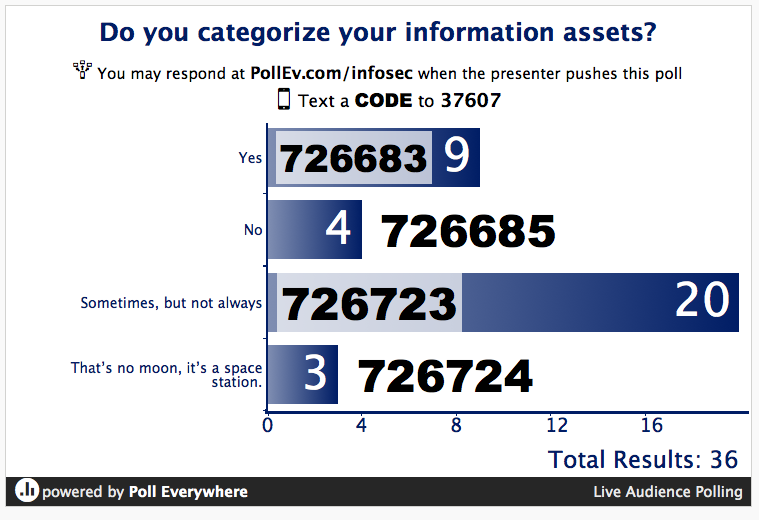 Do you categorize your information assets?
You may respond at PollEv.com/infosec when the presenter pushes this poll
Text a CODE to 37607
Yes 726683 9
No 4 726685
Sometimes, but not always 726723 20
That's no moon, it's a space
station. 3 726724
0 4 8 12 16
Total Results: 36
powered by Poll Everywhere Live Audience Polling